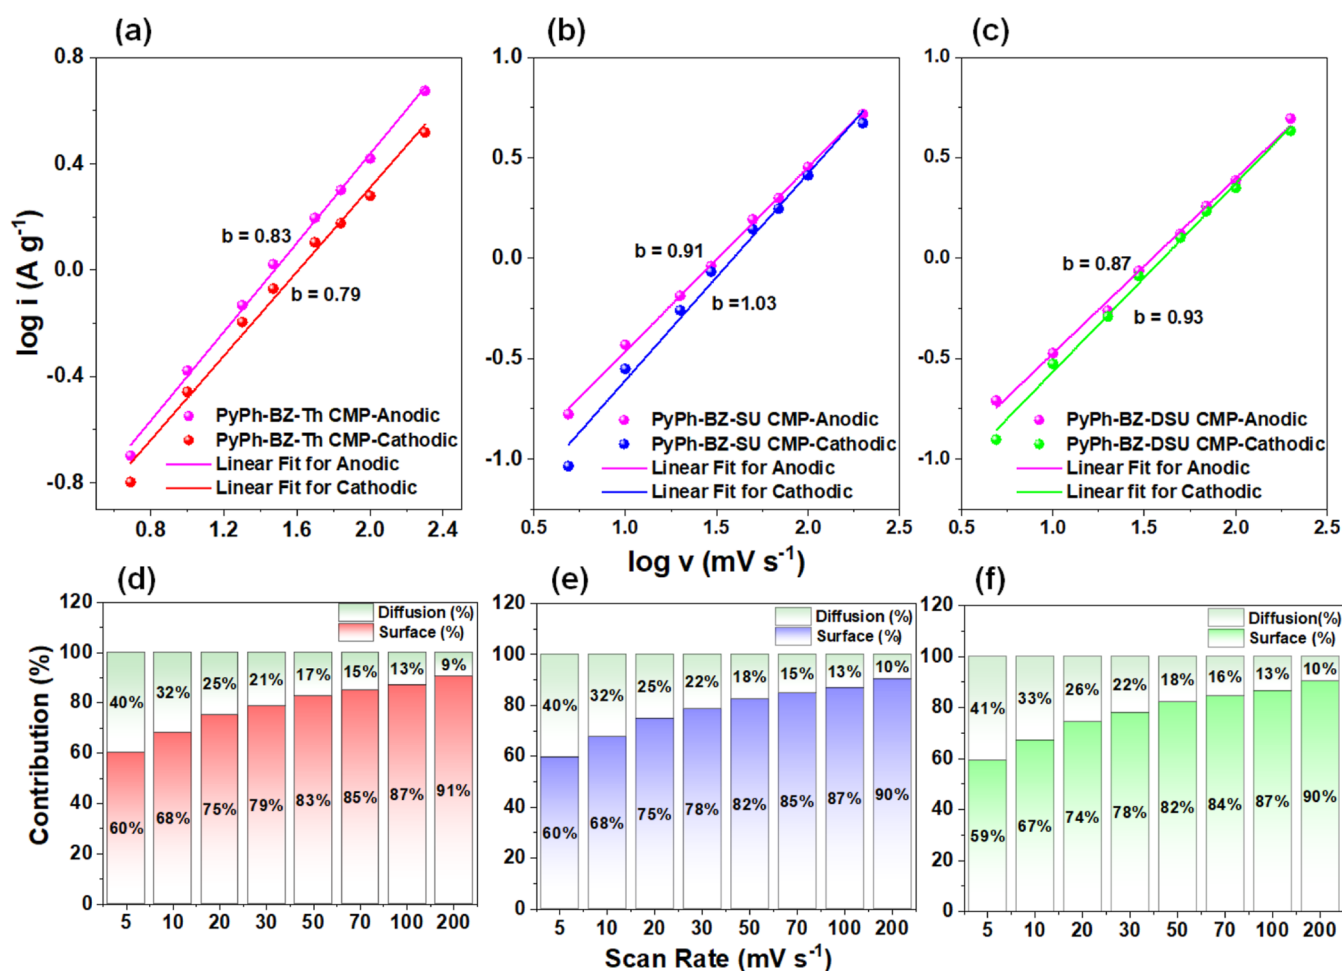 (a)
log i (A g⁻¹)
0.8
0.4
0.0
-0.4
-0.8
b = 0.83
b = 0.79
PyPh-BZ-Th CMP-Anodic
PyPh-BZ-Th CMP-Cathodic
Linear Fit for Anodic
Linear Fit for Cathodic
0.8 1.2 1.6 2.0 2.4
(b)
1.0
0.5
0.0
-0.5
-1.0
b = 0.91
b =1.03
PyPh-BZ-SU CMP-Anodic
PyPh-BZ-SU CMP-Cathodic
Linear Fit for Anodic
Linear Fit for Cathodic
0.5 1.0 1.5 2.0 2.5
log v (mV s⁻¹)
(c)
1.0
0.5
0.0
-0.5
-1.0
b = 0.87
b = 0.93
PyPh-BZ-DSU CMP-Anodic
PyPh-BZ-DSU CMP-Cathodic
Linear Fit for Anodic
Linear fit for Cathodic
0.5 1.0 1.5 2.0 2.5
(d)
Contribution (%)
120
100
80
60
40
20
0
Diffusion (%)
Surface (%)
40% 32% 25% 21% 17% 15% 13% 9%
60% 68% 75% 79% 83% 85% 87% 91%
5 10 20 30 50 70 100 200
(e)
120
100
80
60
40
20
0
Diffusion (%)
Surface (%)
40% 32% 25% 22% 18% 15% 13% 10%
60% 68% 75% 78% 82% 85% 87% 90%
5 10 20 30 50 70 100 200
Scan Rate (mV s⁻¹)
(f)
120
100
80
60
40
20
0
Diffusion(%)
Surface (%)
41% 33% 26% 22% 18% 16% 13% 10%
59% 67% 74% 78% 82% 84% 87% 90%
5 10 20 30 50 70 100 200